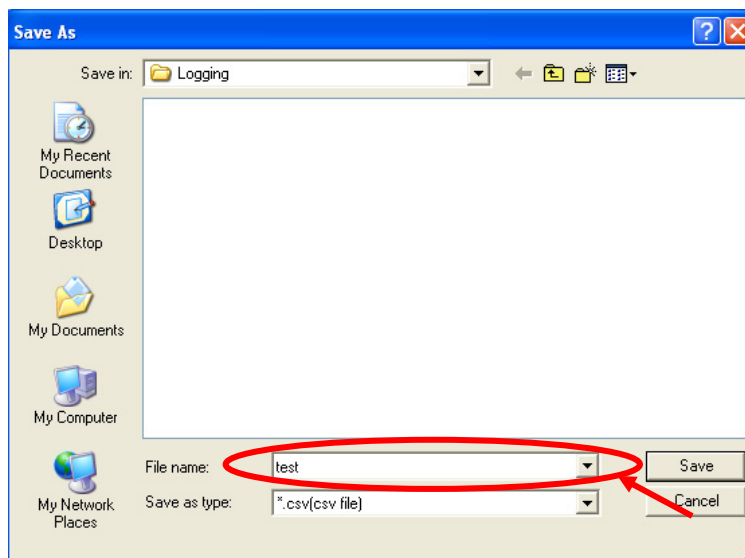 Save As
Save in: Logging
My Recent
Documents
Desktop
My Documents
My Computer
My Network
Places
File name: test
Save as type: *.csv(csv file)
Save
Cancel